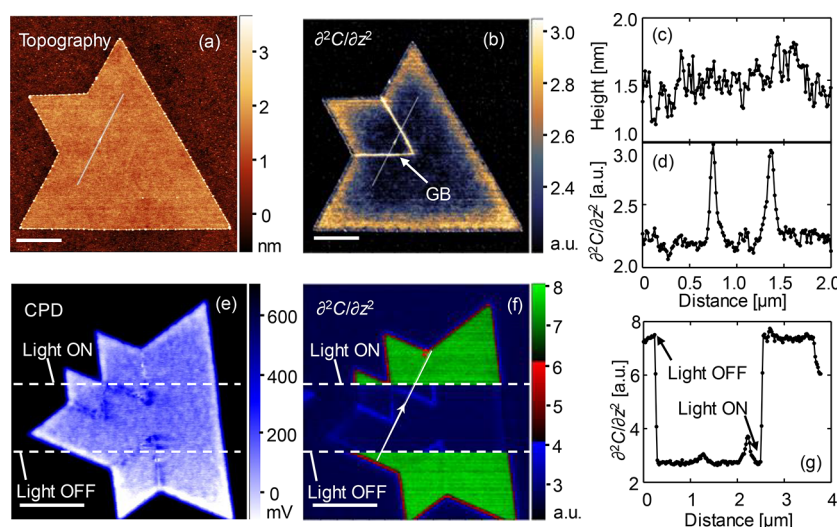 Topography
(a)
3
2
1
0
nm
∂²C/∂z²
(b)
GB
3.0
2.8
2.6
2.4
a.u.
2.0
(c)
Height [nm]
1.5
1.0
3.0
(d)
∂²C/∂z² [a.u.]
2.5
2.0
0.0 0.5 1.0 1.5 2.0
Distance [µm]
CPD
(e)
Light ON
Light OFF
600
400
200
0
mV
∂²C/∂z²
(f)
Light ON
Light OFF
8
7
6
5
4
3
a.u.
8
∂²C/∂z² [a.u.]
6
4
2
Light OFF
Light ON
(g)
0 1 2 3 4
Distance [µm]